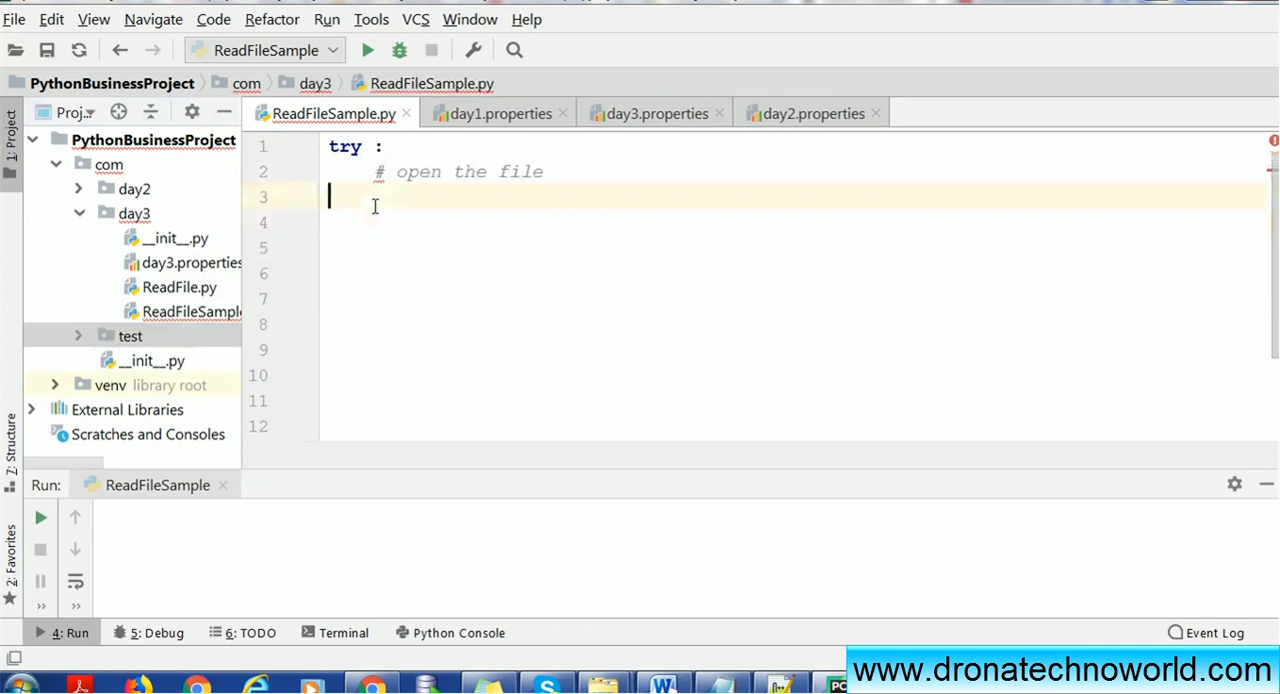 File Edit View Navigate Code Refactor Run Tools VCS Window Help
ReadFileSample
PythonBusinessProject com day3 ReadFileSample.py
1: Project
Proj... ReadFileSample.py day1.properties day3.properties day2.properties
PythonBusinessProject
com
day2
day3
__init__.py
day3.properties
ReadFile.py
ReadFileSample
test
__init__.py
venv library root
External Libraries
Scratches and Consoles
1 try :
2 # open the file
3
4
5
6
7
8
9
10
11
12
7: Structure
2: Favorites
Run: ReadFileSample
4: Run 5: Debug 6: TODO Terminal Python Console Event Log
www.dronatechnoworld.com
PC